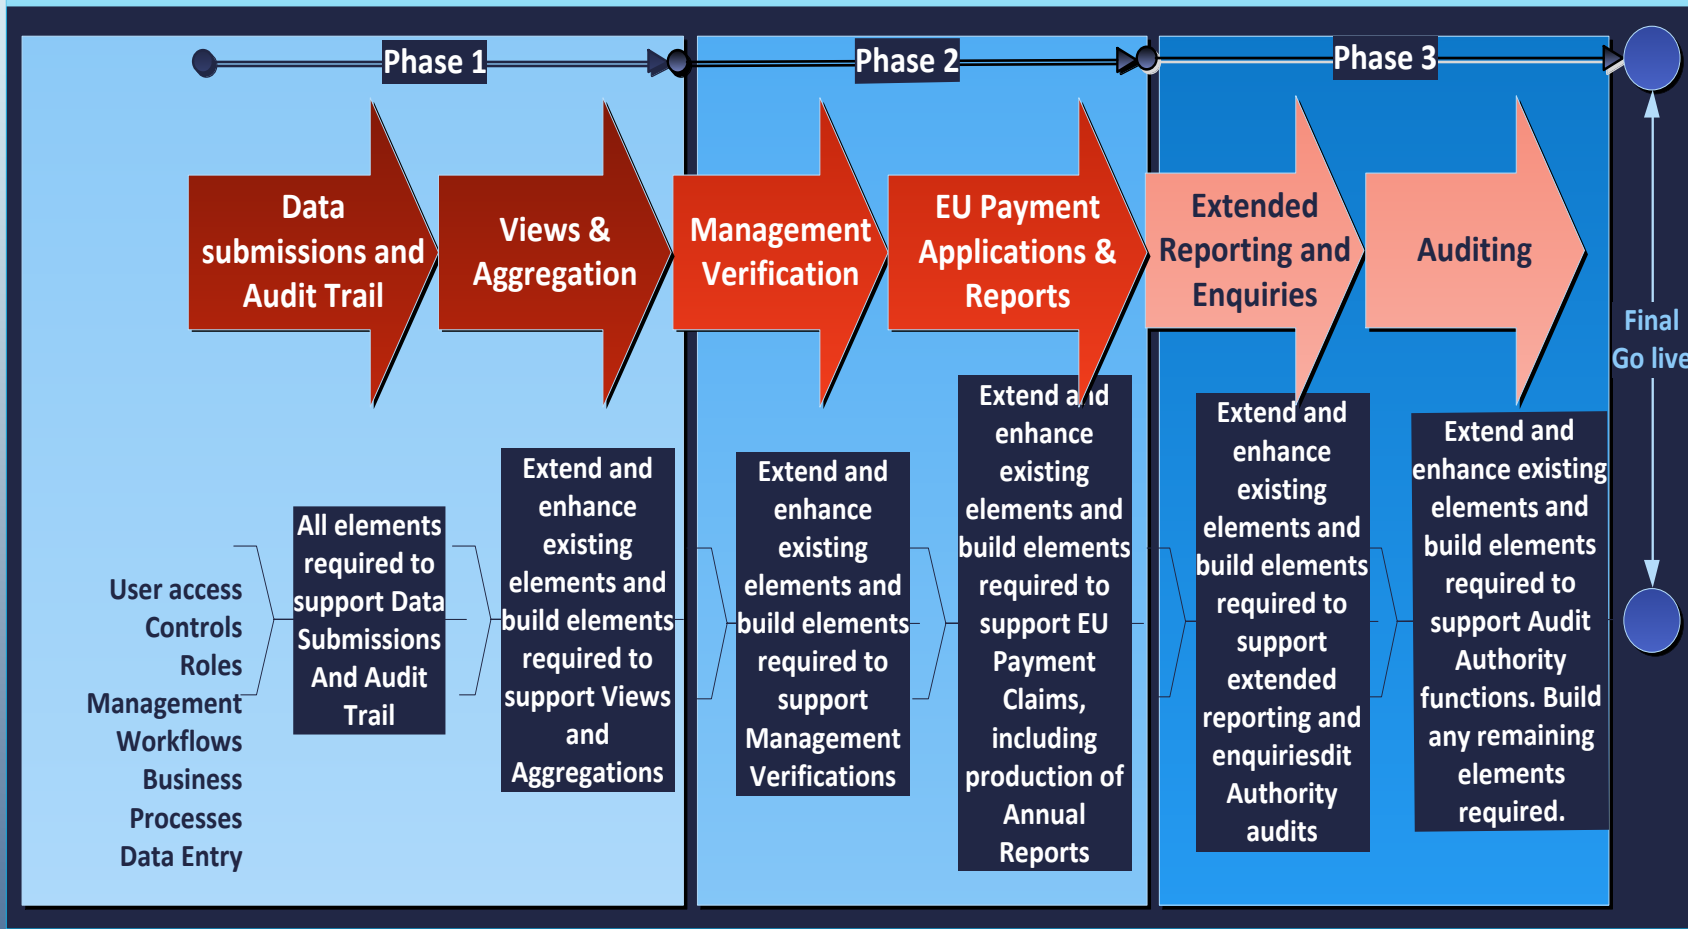 Phase 1
Phase 2
Phase 3
Data
submissions and
Audit Trail
Views &
Aggregation
Management
Verification
EU Payment
Applications &
Reports
Extended
Reporting and
Enquiries
Auditing
Final
Go live
User access
Controls
Roles
Management
Workflows
Business
Processes
Data Entry
All elements
required to
support Data
Submissions
And Audit
Trail
Extend and
enhance
existing
elements and
build elements
required to
support Views
and
Aggregations
Extend and
enhance
existing
elements and
build elements
required to
support
Management
Verifications
Extend and
enhance
existing
elements and
build elements
required to
support EU
Payment
Claims,
including
production of
Annual
Reports
Extend and
enhance
existing
elements and
build elements
required to
support
extended
reporting and
enquiriesdit
Authority
audits
Extend and
enhance existing
elements and
build elements
required to
support Audit
Authority
functions. Build
any remaining
elements
required.